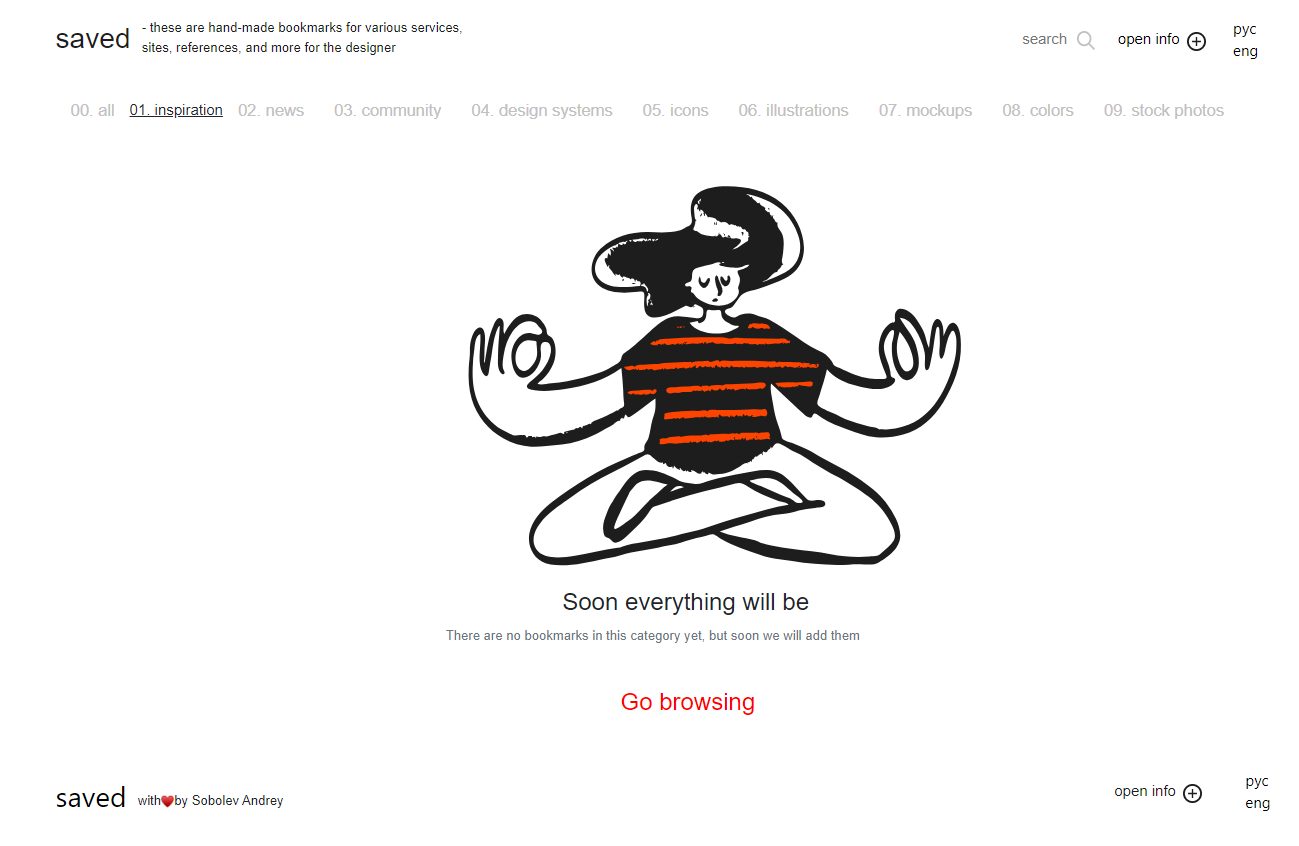 saved
- these are hand-made bookmarks for various services,
sites, references, and more for the designer
search
open info
рус
eng
00. all
01. inspiration
02. news
03. community
04. design systems
05. icons
06. illustrations
07. mockups
08. colors
09. stock photos
Soon everything will be
There are no bookmarks in this category yet, but soon we will add them
Go browsing
saved
with❤️by Sobolev Andrey
open info
рус
eng